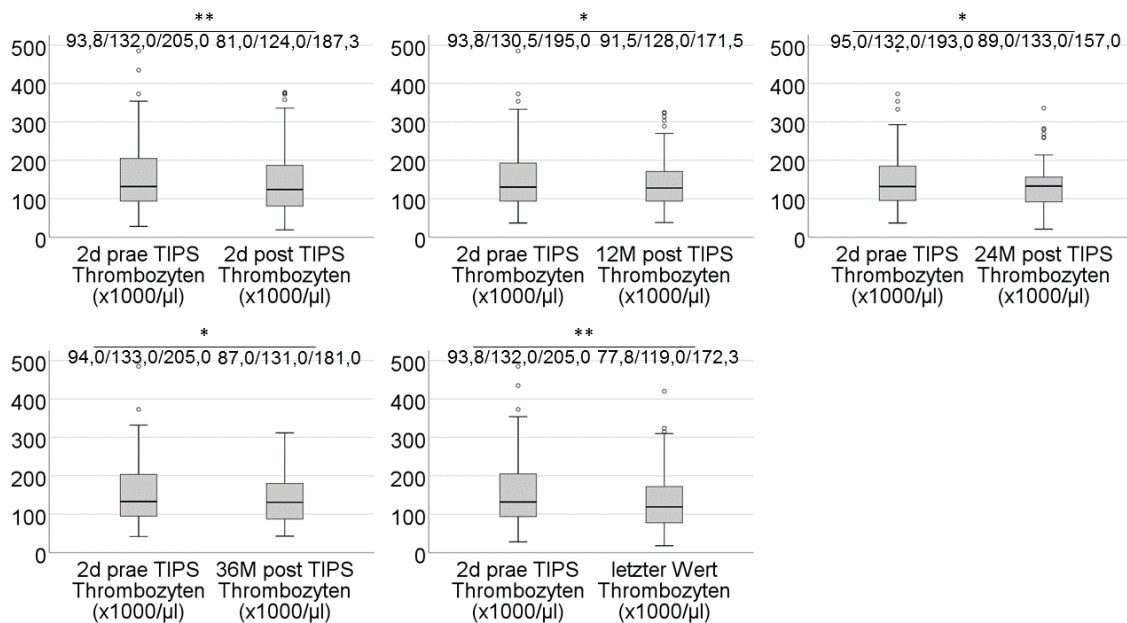 **
93,8/132,0/205,0 81,0/124,0/187,3
500
400
300
200
100
0
2d prae TIPS
Thrombozyten
(x1000/µl)
2d post TIPS
Thrombozyten
(x1000/µl)
*
93,8/130,5/195,0 91,5/128,0/171,5
500
400
300
200
100
0
2d prae TIPS
Thrombozyten
(x1000/µl)
12M post TIPS
Thrombozyten
(x1000/µl)
*
95,0/132,0/193,0 89,0/133,0/157,0
500
400
300
200
100
0
2d prae TIPS
Thrombozyten
(x1000/µl)
24M post TIPS
Thrombozyten
(x1000/µl)
*
94,0/133,0/205,0 87,0/131,0/181,0
500
400
300
200
100
0
2d prae TIPS
Thrombozyten
(x1000/µl)
36M post TIPS
Thrombozyten
(x1000/µl)
**
93,8/132,0/205,0 77,8/119,0/172,3
500
400
300
200
100
0
2d prae TIPS
Thrombozyten
(x1000/µl)
letzter Wert
Thrombozyten
(x1000/µl)